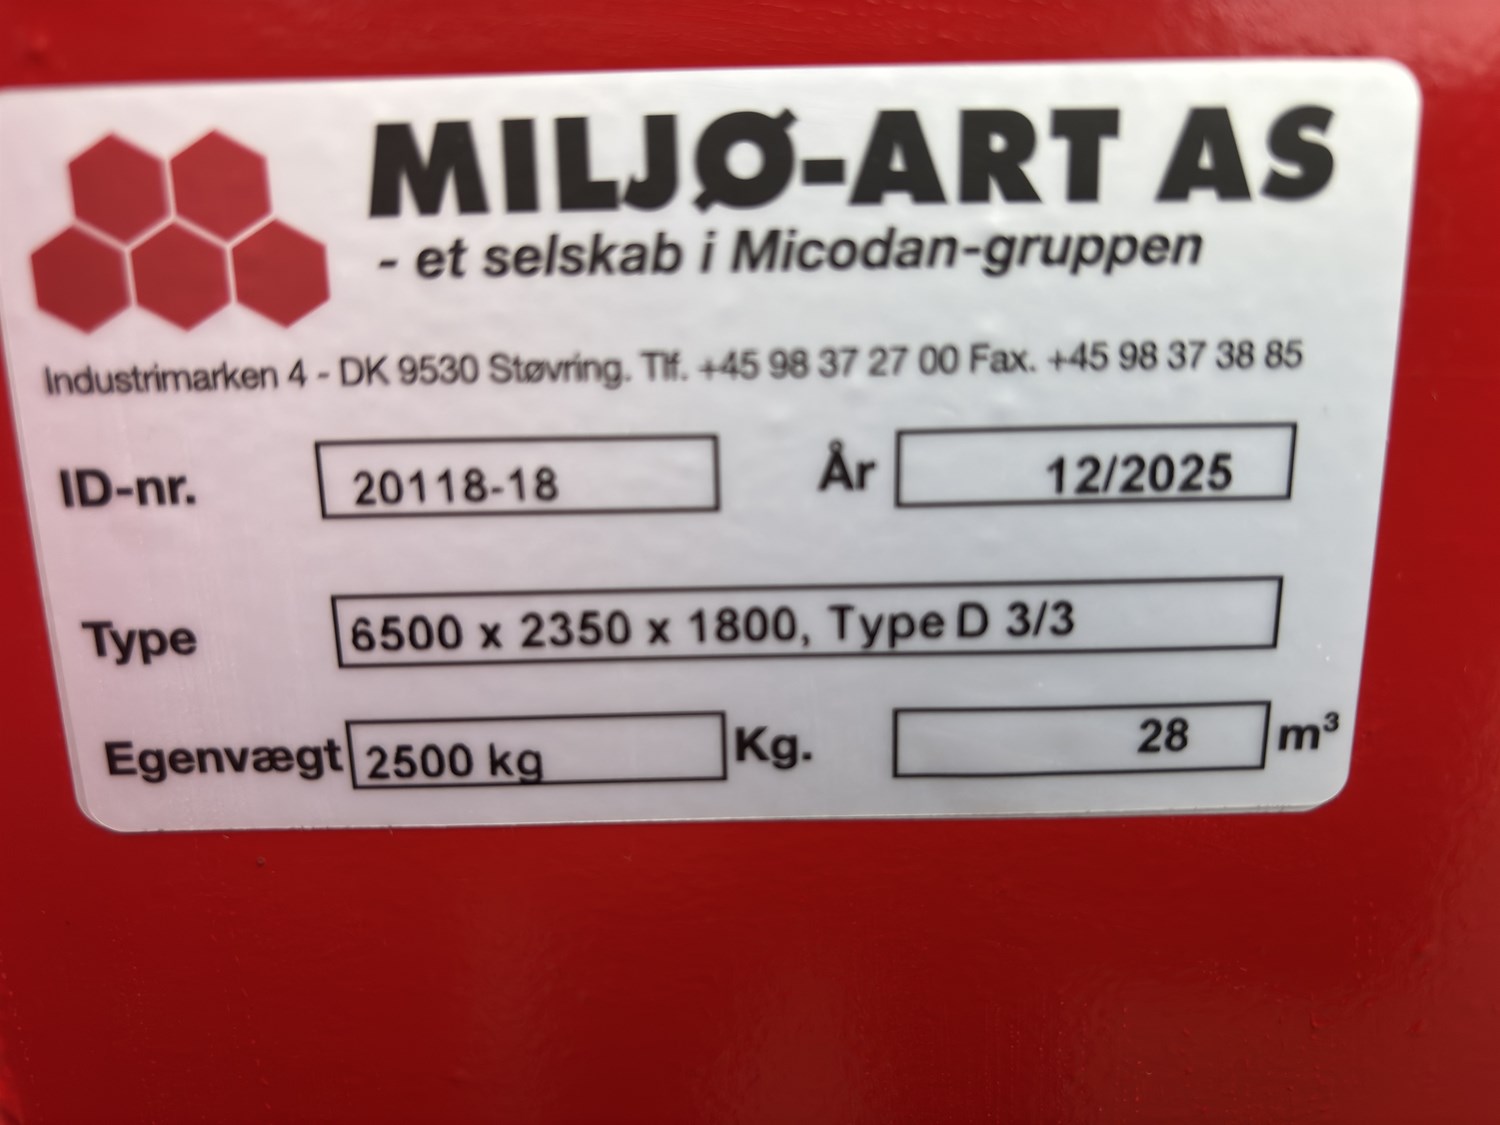 MILJØ-ART AS
- et selskab i Micodan-gruppen
Industrimarken 4 - DK 9530 Støvring. Tlf. +45 98 37 27 00 Fax. +45 98 37 38 85
ID-nr. 20118-18 År 12/2025
Type 6500 x 2350 x 1800, Type D 3/3
Egenvægt 2500 kg Kg. 28 m³